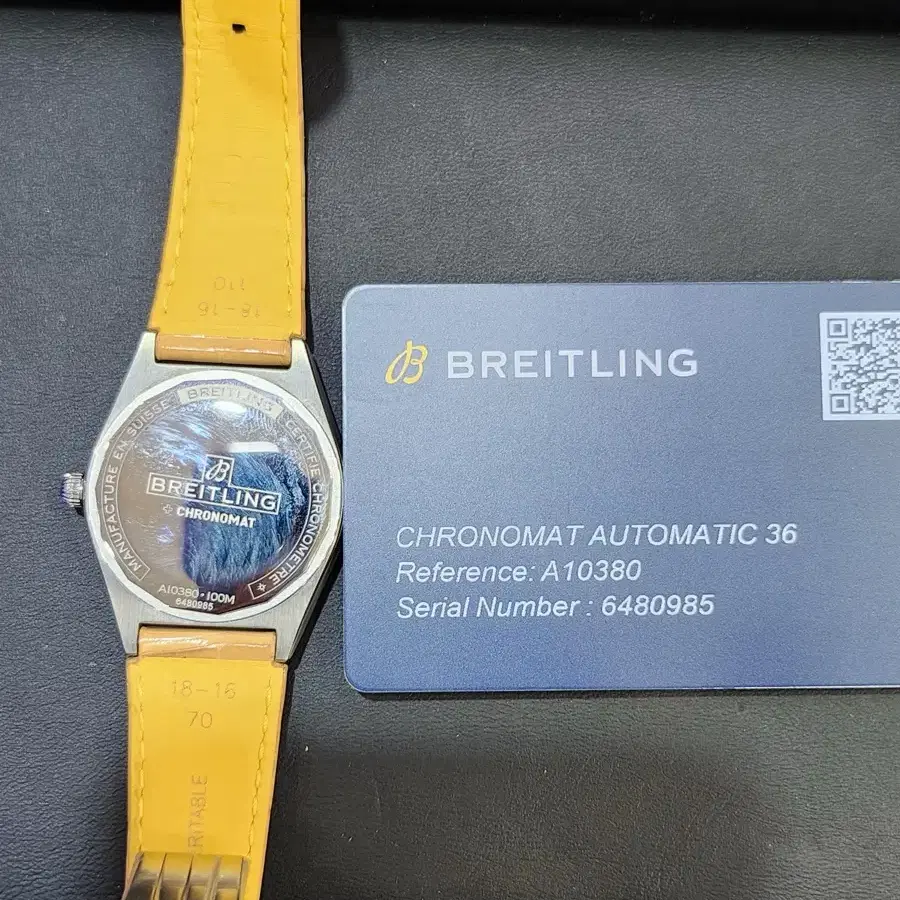 110
18-16
BREITLING
MANUFACTURE EN SUISSE
CERTIFIE CHRONOMETRE
B
BREITLING
CHRONOMAT
A10380•100M
6480985
18-16
70
RITABLE
B BREITLING
CHRONOMAT AUTOMATIC 36
Reference: A10380
Serial Number : 6480985